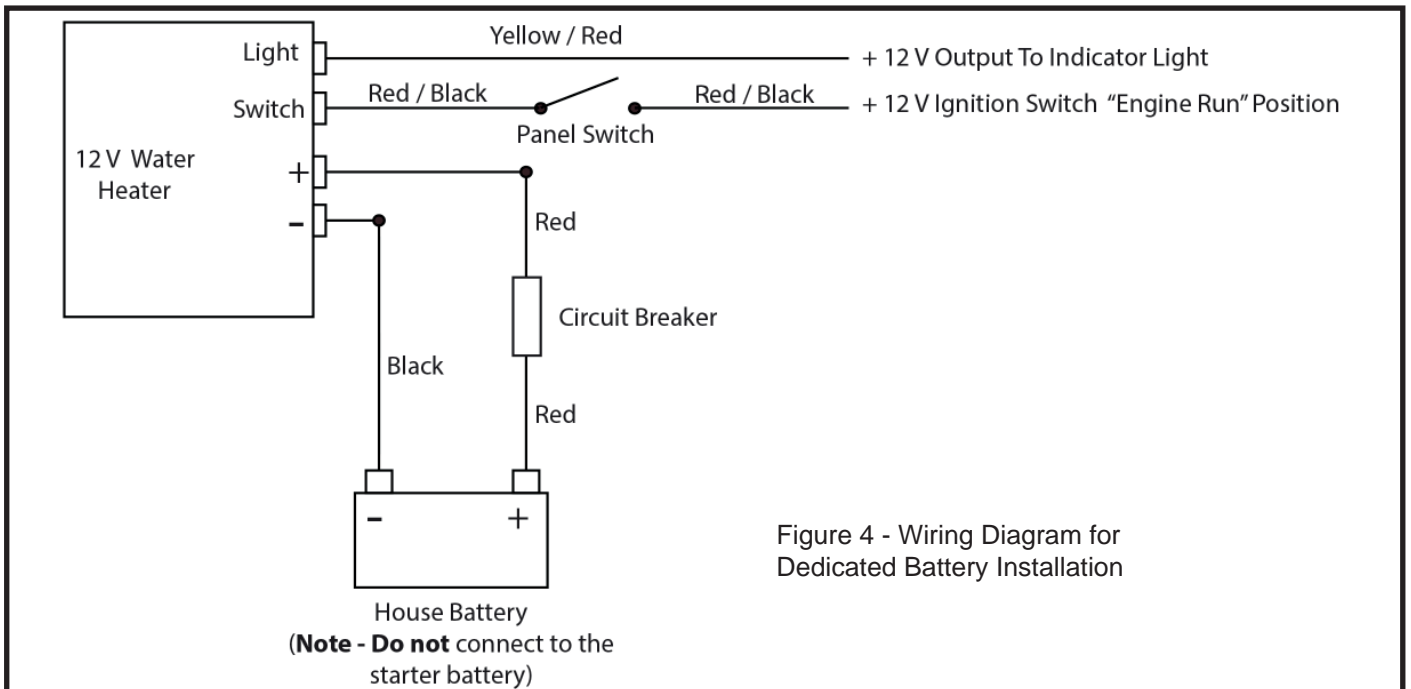 Yellow / Red
Light
+ 12 V Output To Indicator Light
Red / Black
Red / Black
Switch
+ 12 V Ignition Switch "Engine Run" Position
Panel Switch
12 V Water
Heater
+
-
Red
Circuit Breaker
Black
Red
-
+
Figure 4 - Wiring Diagram for
Dedicated Battery Installation
House Battery
(Note - Do not connect to the
starter battery)